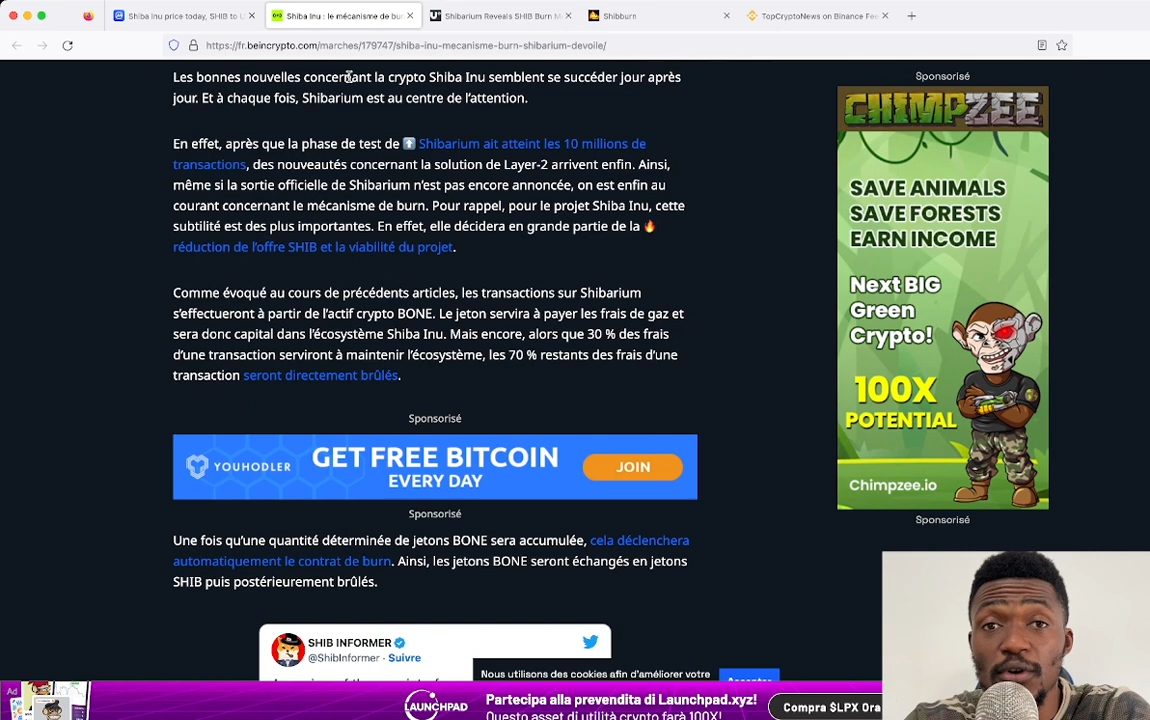 Shiba Inu price today, SHIB to U
Shiba Inu : le mécanisme de bur
Shibarium Reveals SHIB Burn M
Shibburn
TopCryptoNews on Binance Fee
https://fr.beincrypto.com/marches/179747/shiba-inu-mecanisme-burn-shibarium-devoile/
Les bonnes nouvelles concernant la crypto Shiba Inu semblent se succéder jour après
jour. Et à chaque fois, Shibarium est au centre de l'attention.
En effet, après que la phase de test de ⬆️ Shibarium ait atteint les 10 millions de
transactions, des nouveautés concernant la solution de Layer-2 arrivent enfin. Ainsi,
même si la sortie officielle de Shibarium n'est pas encore annoncée, on est enfin au
courant concernant le mécanisme de burn. Pour rappel, pour le projet Shiba Inu, cette
subtilité est des plus importantes. En effet, elle décidera en grande partie de la 🔥
réduction de l'offre SHIB et la viabilité du projet.
Comme évoqué au cours de précédents articles, les transactions sur Shibarium
s'effectueront à partir de l'actif crypto BONE. Le jeton servira à payer les frais de gaz et
sera donc capital dans l'écosystème Shiba Inu. Mais encore, alors que 30 % des frais
d'une transaction serviront à maintenir l'écosystème, les 70 % restants des frais d'une
transaction seront directement brûlés.
Sponsorisé
YOUHODLER
GET FREE BITCOIN
EVERY DAY
JOIN
Sponsorisé
Une fois qu'une quantité déterminée de jetons BONE sera accumulée, cela déclenchera
automatiquement le contrat de burn. Ainsi, les jetons BONE seront échangés en jetons
SHIB puis postérieurement brûlés.
SHIB INFORMER
@ShibInformer · Suivre
Sponsorisé
CHIMPZEE
SAVE ANIMALS
SAVE FORESTS
EARN INCOME
Next BIG
Green
Crypto!
100X
POTENTIAL
Chimpzee.io
Sponsorisé
Nous utilisons des cookies afin d'améliorer votre
Accepter
Ad
LAUNCHPAD
Partecipa alla prevendita di Launchpad.xyz!
Questo asset di utilità crypto farà 100X!
Compra $LPX Ora